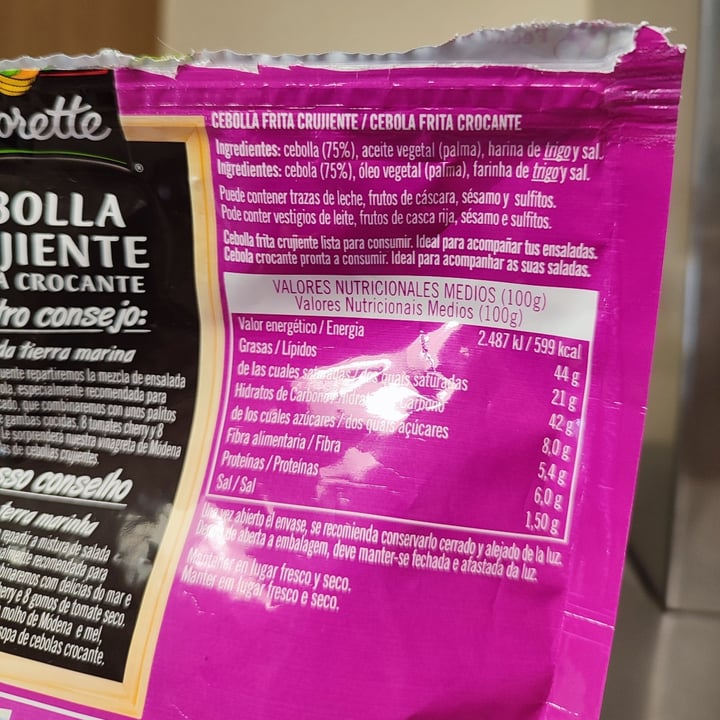 orette
®
BOLLA
JIENTE
A CROCANTE
tro consejo:
da tierra marina
uente repartiremos la mezcla de ensalada
ola, especialmente recomendada para
cado, que combinaremos con unos palitos
e gambas cocidas, 8 tomates cherry y 8
Le sorprenderá nuestra vinagreta de Módena
s de cebollas crujientes.
sso conselho
terra marinha
repartir a mistura de salada
almente recomendada para
binaremos com delícias do mar e
erry e 8 gomos de tomate seco.
molho de Módena e mel,
sopa de cebolas crocante.
CEBOLLA FRITA CRUJIENTE / CEBOLA FRITA CROCANTE
Ingredientes: cebolla (75%), aceite vegetal (palma), harina de trigo y sal.
Ingredientes: cebola (75%), óleo vegetal (palma), farinha de trigo y sal.
Puede contener trazas de leche, frutos de cáscara, sésamo y sulfitos.
Pode conter vestígios de leite, frutos de casca rija, sésamo e sulfitos.
Cebolla frita crujiente lista para consumir. Ideal para acompañar tus ensaladas.
Cebola crocante pronta a consumir. Ideal para acompanhar as suas saladas.
VALORES NUTRICIONALES MEDIOS (100g)
Valores Nutricionais Medios (100g)
Valor energético / Energia 2.487 kJ / 599 kcal
Grasas / Lípidos 44 g
de las cuales saturadas / dos quais saturadas 21 g
Hidratos de Carbono / Hidratos Carbono 42 g
de los cuales azúcares / dos quais açúcares 8,0 g
Fibra alimentaria / Fibra 5,4 g
Proteínas / Proteínas 6,0 g
Sal / Sal 1,50 g
Una vez abierto el envase, se recomienda conservarlo cerrado y alejado de la luz.
Depois de aberta a embalagem, deve manter-se fechada e afastada da luz.
Mantener en lugar fresco y seco.
Manter em lugar fresco e seco.